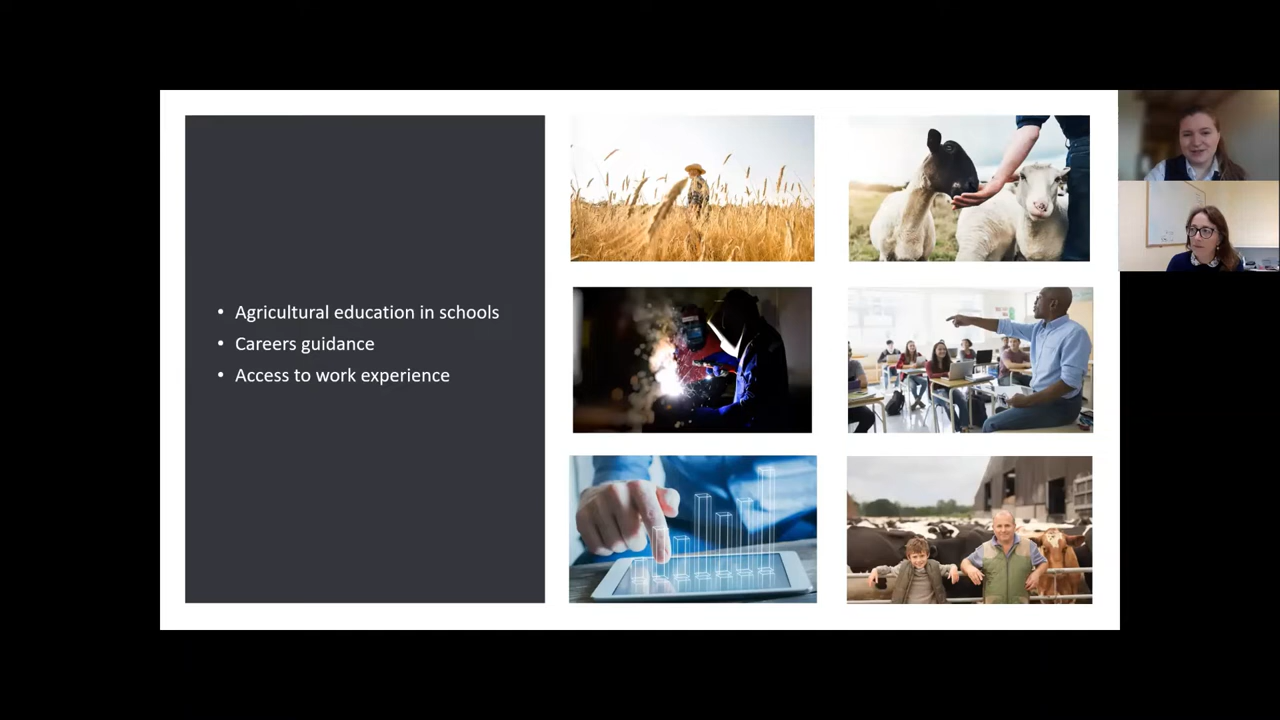 • Agricultural education in schools
• Careers guidance
• Access to work experience